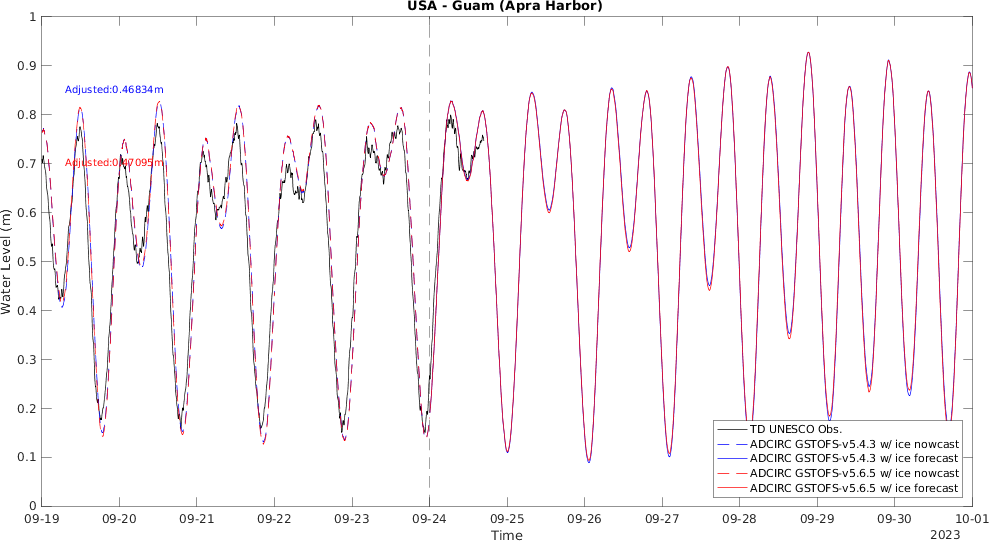 USA - Guam (Apra Harbor)
1
0.9
0.8
0.7
0.6
0.5
0.4
0.3
0.2
0.1
0
Water Level (m)
Adjusted:0.46834m
Adjusted:0.47095m
TD UNESCO Obs.
ADCIRC GSTOFS-v5.4.3 w/ ice nowcast
ADCIRC GSTOFS-v5.4.3 w/ ice forecast
ADCIRC GSTOFS-v5.6.5 w/ ice nowcast
ADCIRC GSTOFS-v5.6.5 w/ ice forecast
09-19 09-20 09-21 09-22 09-23 09-24 09-25 09-26 09-27 09-28 09-29 09-30 10-01
Time
2023